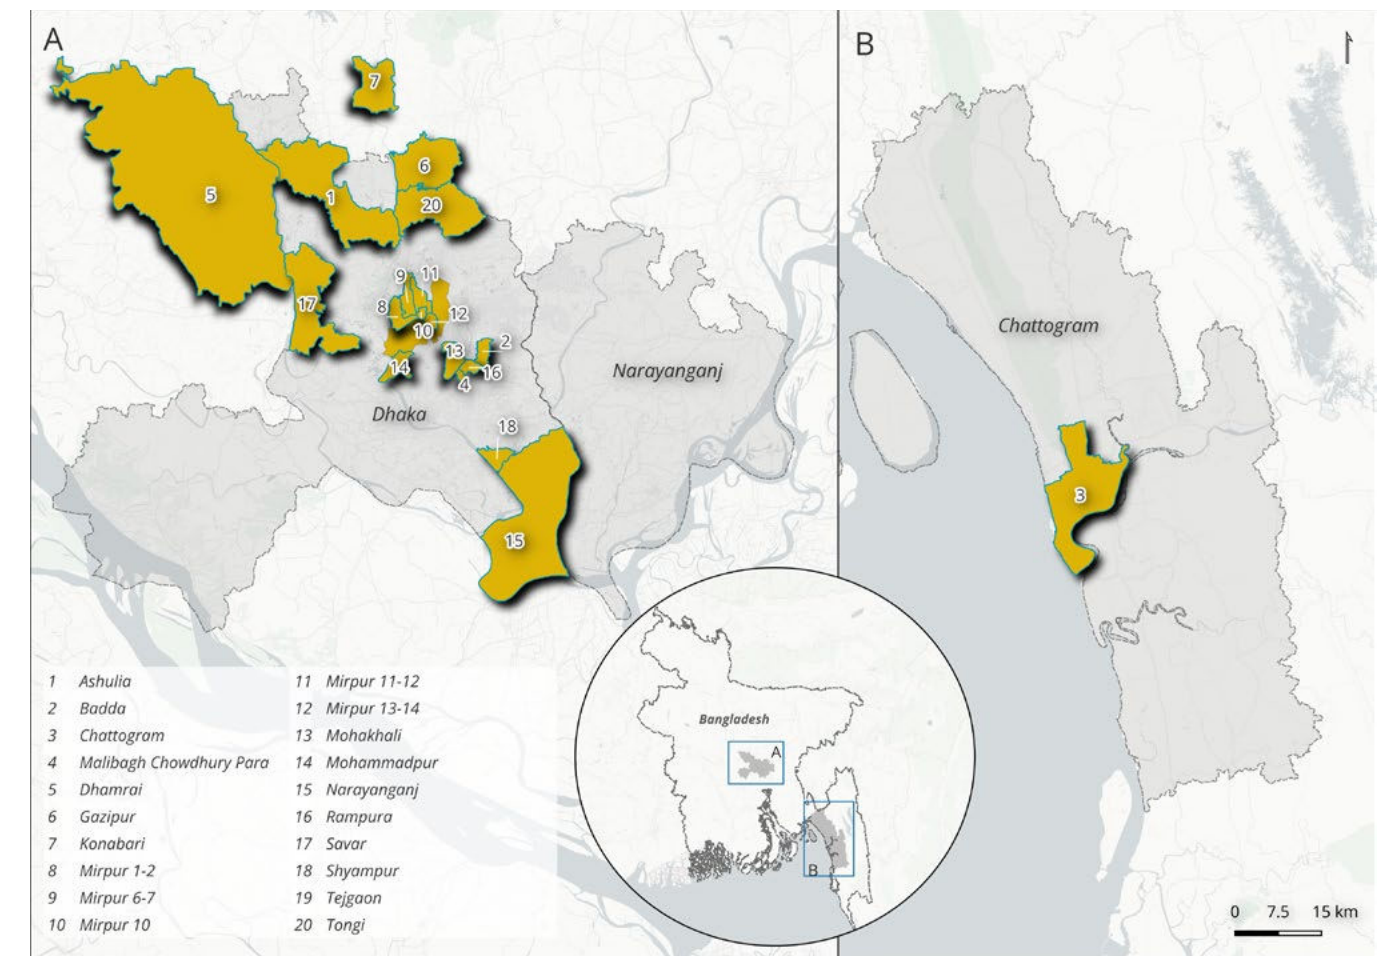 A
B
7
6
5
1
20
9
11
17
8
12
10
2
13
14
16
4
Narayanganj
Dhaka
18
15
Chattogram
3
1 Ashulia
2 Badda
3 Chattogram
4 Malibagh Chowdhury Para
5 Dhamrai
6 Gazipur
7 Konabari
8 Mirpur 1-2
9 Mirpur 6-7
10 Mirpur 10
11 Mirpur 11-12
12 Mirpur 13-14
13 Mohakhali
14 Mohammadpur
15 Narayanganj
16 Rampura
17 Savar
18 Shyampur
19 Tejgaon
20 Tongi
Bangladesh
A
B
0 7.5 15 km